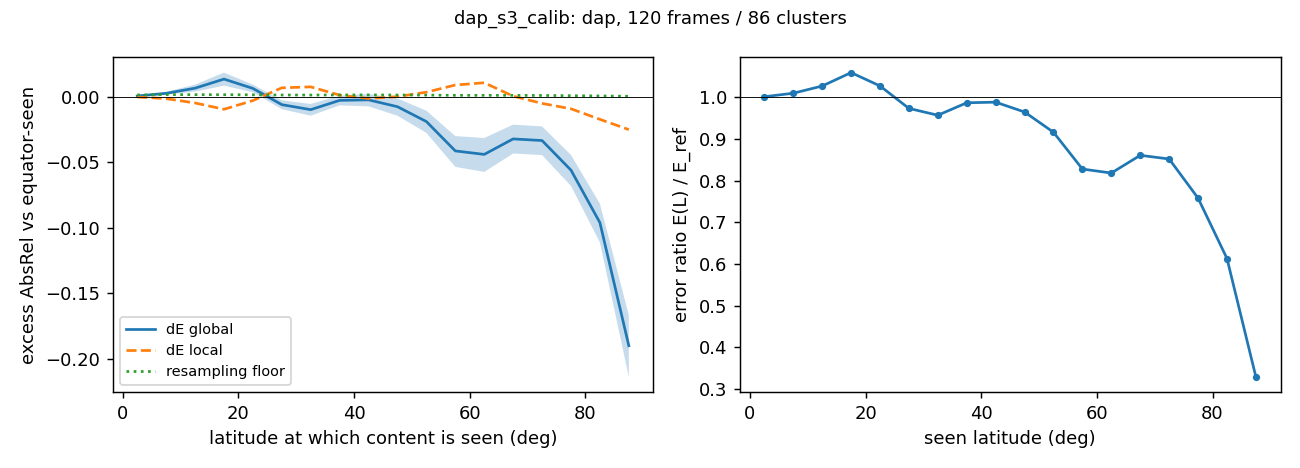 dap_s3_calib: dap, 120 frames / 86 clusters
excess AbsRel vs equator-seen
0.00
−0.05
−0.10
−0.15
−0.20
dE global
dE local
resampling floor
0
20
40
60
80
latitude at which content is seen (deg)
error ratio E(L) / E_ref
1.0
0.9
0.8
0.7
0.6
0.5
0.4
0.3
0
20
40
60
80
seen latitude (deg)